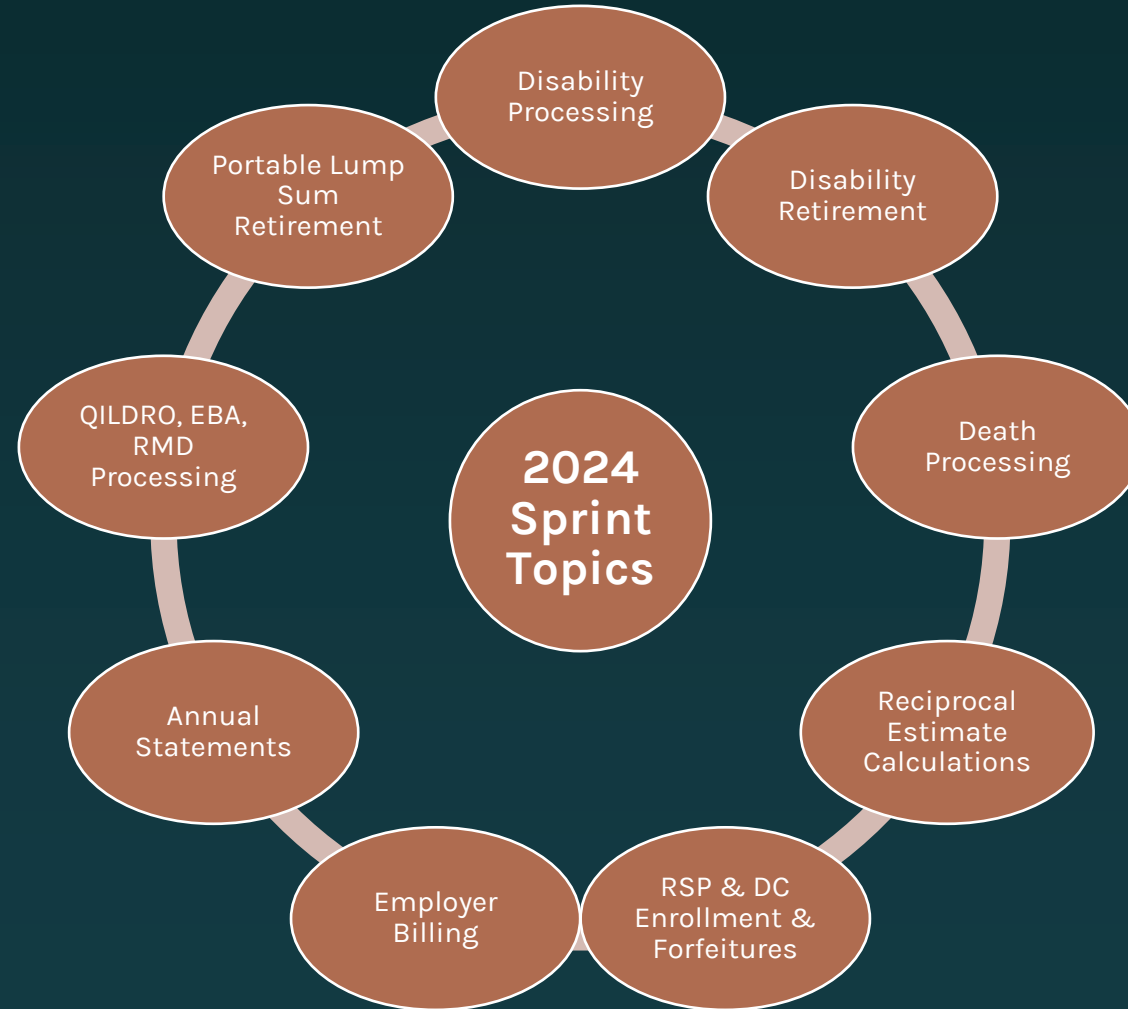 Disability
Processing
Disability
Retirement
Death
Processing
Reciprocal
Estimate
Calculations
RSP & DC
Enrollment &
Forfeitures
Employer
Billing
Annual
Statements
QILDRO, EBA,
RMD
Processing
Portable Lump
Sum
Retirement
2024
Sprint
Topics